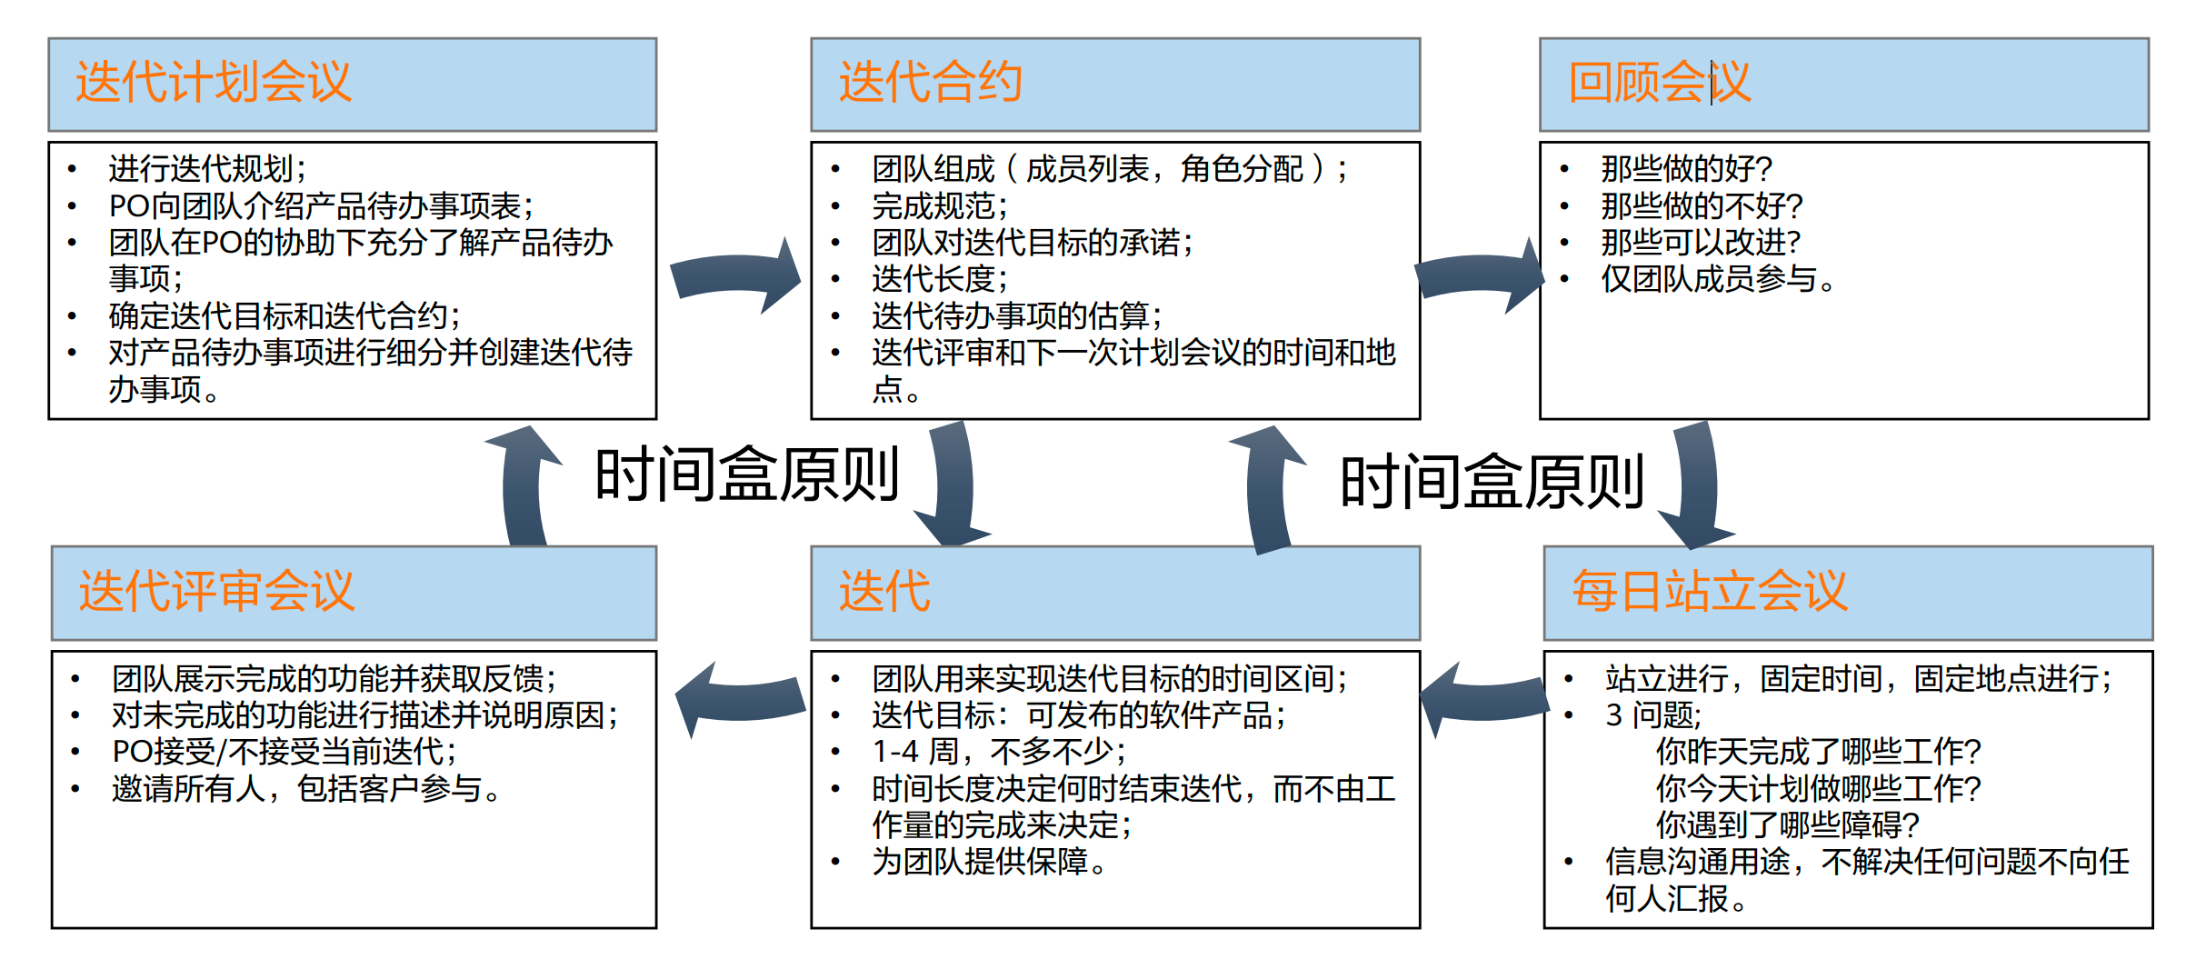 迭代计划会议
• 进行迭代规划；
• PO向团队介绍产品待办事项表；
• 团队在PO的协助下充分了解产品待办
事项；
• 确定迭代目标和迭代合约；
• 对产品待办事项进行细分并创建迭代待
办事项。
迭代合约
• 团队组成（成员列表，角色分配）；
• 完成规范；
• 团队对迭代目标的承诺；
• 迭代长度；
• 迭代待办事项的估算；
• 迭代评审和下一次计划会议的时间和地
点。
回顾会议
• 那些做的好？
• 那些做的不好？
• 那些可以改进？
• 仅团队成员参与。
时间盒原则
时间盒原则
迭代评审会议
• 团队展示完成的功能并获取反馈；
• 对未完成的功能进行描述并说明原因；
• PO接受/不接受当前迭代；
• 邀请所有人，包括客户参与。
迭代
• 团队用来实现迭代目标的时间区间；
• 迭代目标：可发布的软件产品；
• 1-4 周，不多不少；
• 时间长度决定何时结束迭代，而不由工
作量的完成来决定；
• 为团队提供保障。
每日站立会议
• 站立进行，固定时间，固定地点进行；
• 3 问题；
你昨天完成了哪些工作？
你今天计划做哪些工作？
你遇到了哪些障碍？
• 信息沟通用途，不解决任何问题不向任
何人汇报。